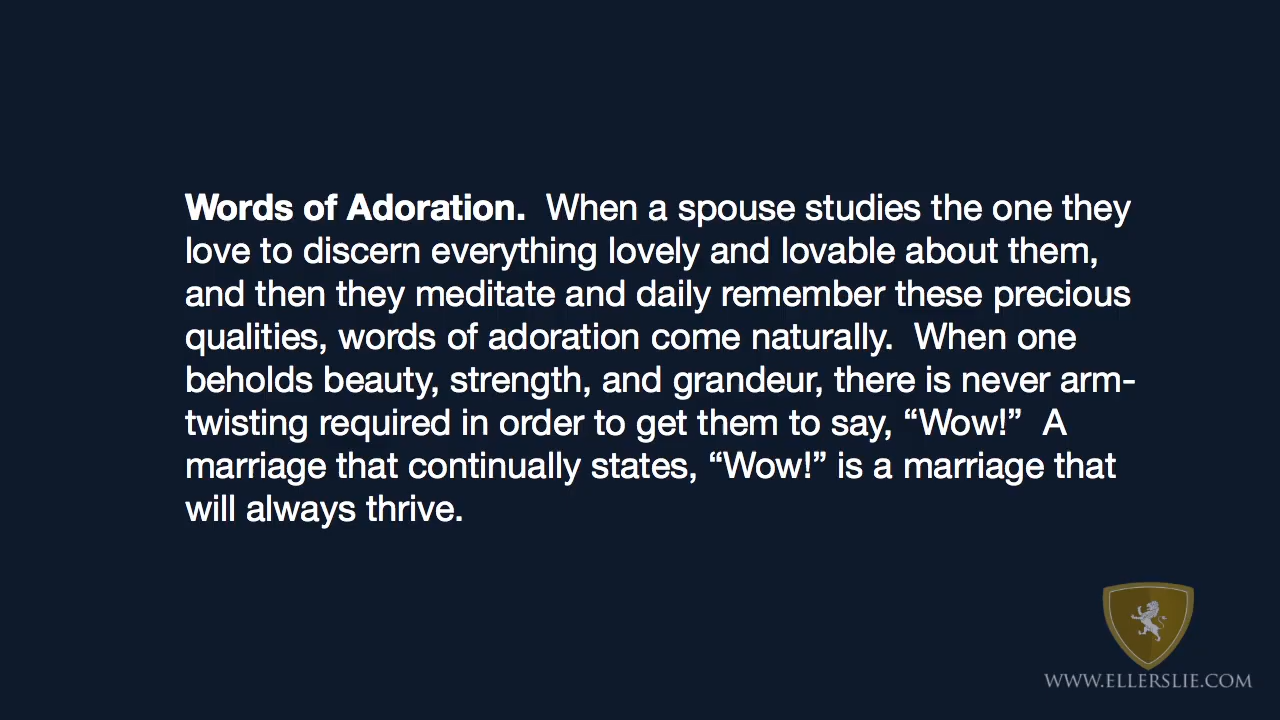 Words of Adoration.  When a spouse studies the one they
love to discern everything lovely and lovable about them,
and then they meditate and daily remember these precious
qualities, words of adoration come naturally.  When one
beholds beauty, strength, and grandeur, there is never arm-
twisting required in order to get them to say, “Wow!”  A
marriage that continually states, “Wow!” is a marriage that
will always thrive.
WWW.ELLERSLIE.COM